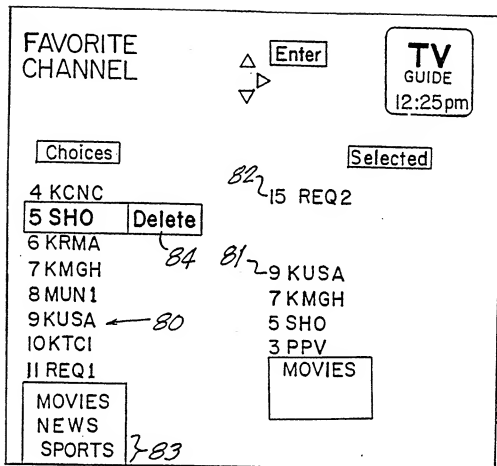 FAVORITE
CHANNEL
Enter
TV
GUIDE
12:25pm
Choices
Selected
4 KCNC
5 SHO Delete
6 KRMA
7 KMGH
8 MUN1
9 KUSA
10 KTCI
11 REQ1
MOVIES
NEWS
SPORTS
82
15 REQ2
84
81
9 KUSA
7 KMGH
5 SHO
3 PPV
MOVIES
80
83